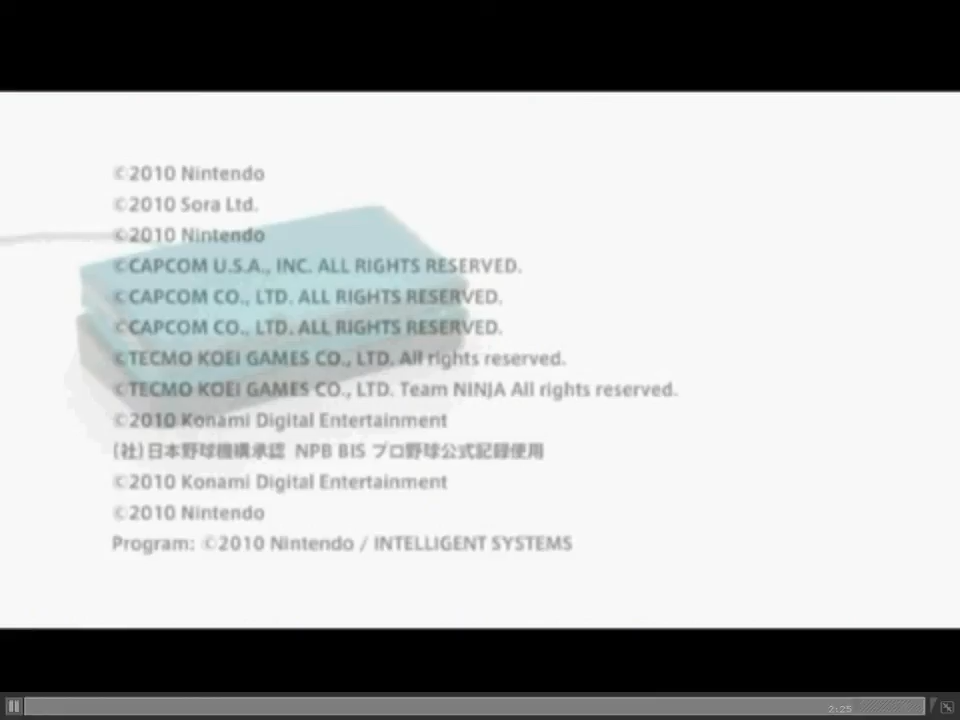 ©2010 Nintendo
©2010 Sora Ltd.
©2010 Nintendo
©CAPCOM U.S.A., INC. ALL RIGHTS RESERVED.
©CAPCOM CO., LTD. ALL RIGHTS RESERVED.
©CAPCOM CO., LTD. ALL RIGHTS RESERVED.
©TECMO KOEI GAMES CO., LTD. All rights reserved.
©TECMO KOEI GAMES CO., LTD. Team NINJA All rights reserved.
©2010 Konami Digital Entertainment
(社)日本野球機構承認 NPB BIS プロ野球公式記録使用
©2010 Konami Digital Entertainment
©2010 Nintendo
Program: ©2010 Nintendo / INTELLIGENT SYSTEMS
2:25